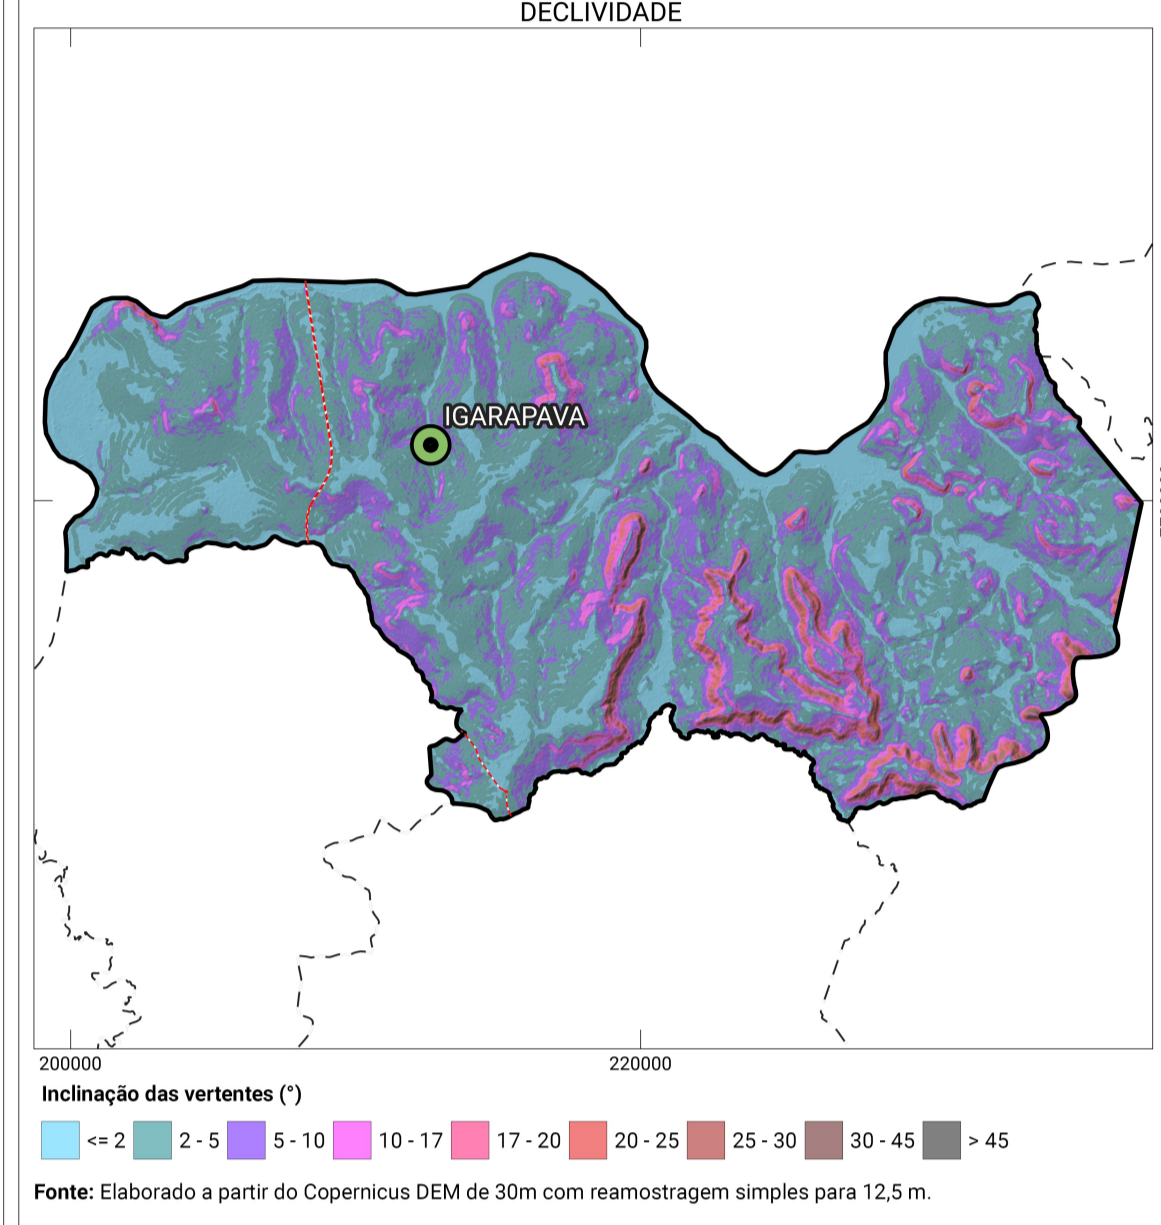 DECLIVIDADE
IGARAPAVA
200000
220000
Inclinação das vertentes (°)
<= 2
2 - 5
5 - 10
10 - 17
17 - 20
20 - 25
25 - 30
30 - 45
> 45
Fonte: Elaborado a partir do Copernicus DEM de 30m com reamostragem simples para 12,5 m.